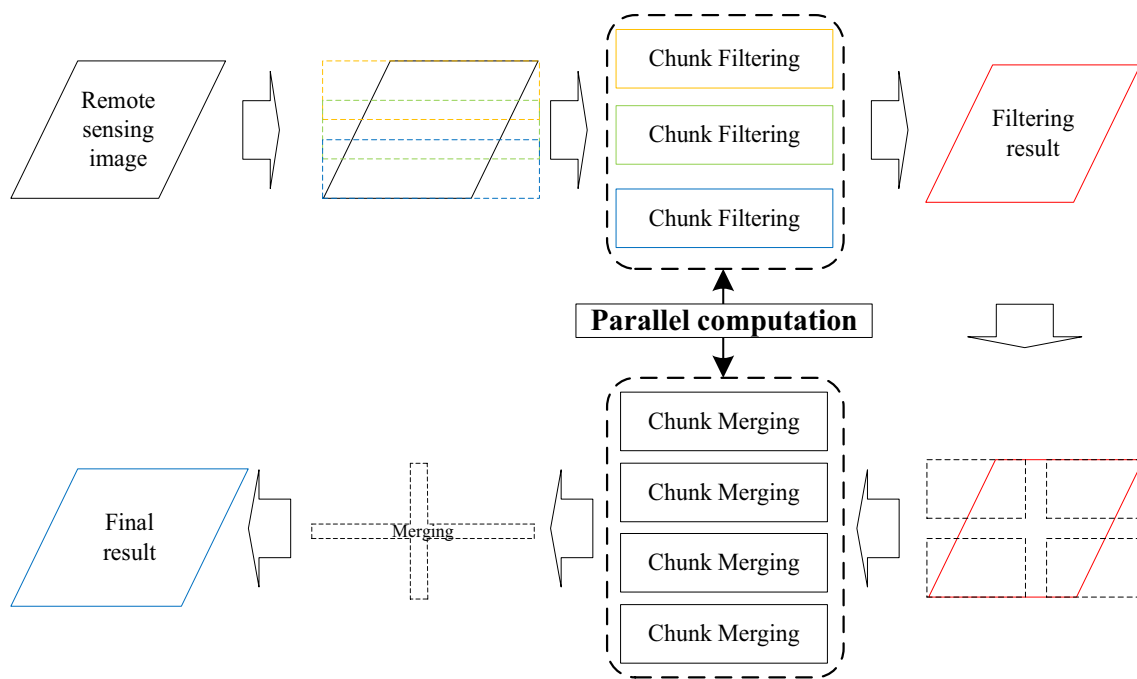 Remote
sensing
image
Chunk Filtering
Chunk Filtering
Chunk Filtering
Filtering
result
Parallel computation
Chunk Merging
Chunk Merging
Chunk Merging
Chunk Merging
Merging
Final
result